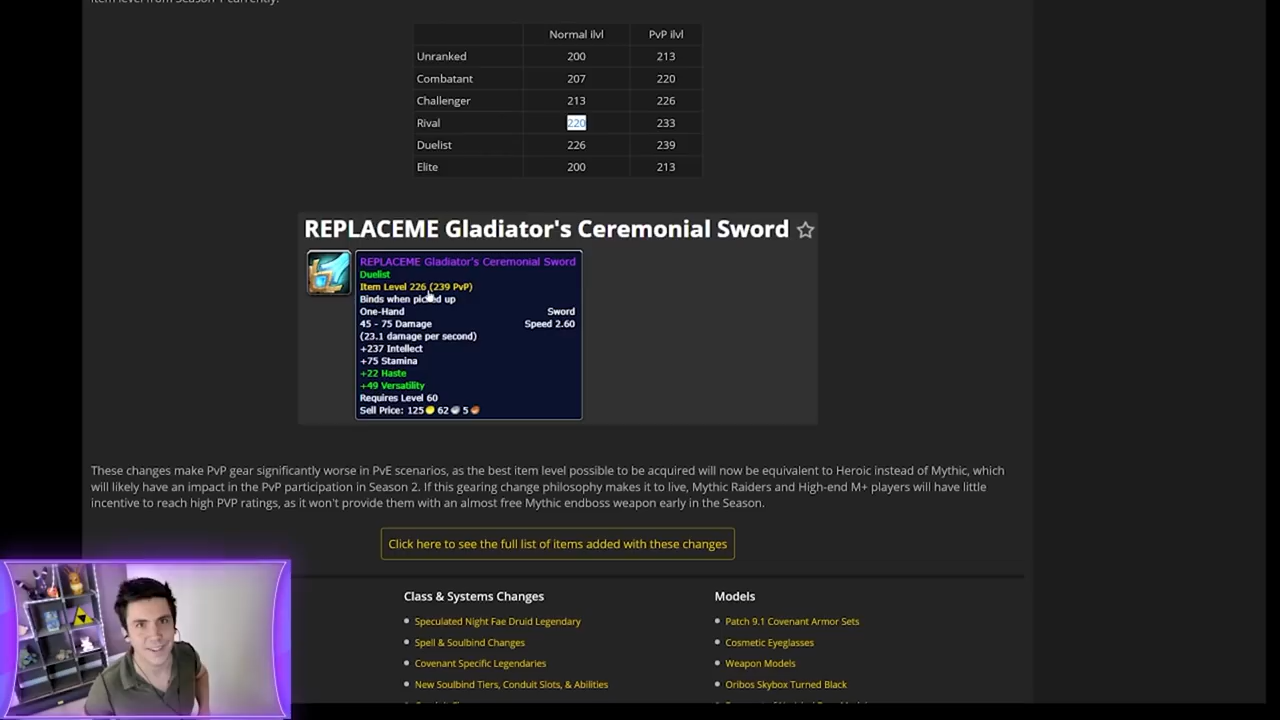 item level from Season 1 currently.
Normal ilvl PvP ilvl
Unranked 200 213
Combatant 207 220
Challenger 213 226
Rival 220 233
Duelist 226 239
Elite 200 213
REPLACEME Gladiator's Ceremonial Sword
REPLACEME Gladiator's Ceremonial Sword
Duelist
Item Level 226 (239 PvP)
Binds when picked up
One-Hand Sword
45 - 75 Damage Speed 2.60
(23.1 damage per second)
+237 Intellect
+75 Stamina
+22 Haste
+49 Versatility
Requires Level 60
Sell Price: 125 62 5
These changes make PvP gear significantly worse in PvE scenarios, as the best item level possible to be acquired will now be equivalent to Heroic instead of Mythic, which
will likely have an impact in the PvP participation in Season 2. If this gearing change philosophy makes it to live, Mythic Raiders and High-end M+ players will have little
incentive to reach high PVP ratings, as it won't provide them with an almost free Mythic endboss weapon early in the Season.
Click here to see the full list of items added with these changes
Class & Systems Changes
Speculated Night Fae Druid Legendary
Spell & Soulbind Changes
Covenant Specific Legendaries
New Soulbind Tiers, Conduit Slots, & Abilities
Models
Patch 9.1 Covenant Armor Sets
Cosmetic Eyeglasses
Weapon Models
Oribos Skybox Turned Black